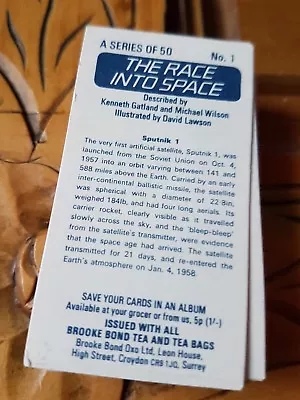 A SERIES OF 50 No. 1
THE RACE
INTO SPACE
Described by
Kenneth Gatland and Michael Wilson
Illustrated by David Lawson
Sputnik 1
The very first artificial satellite, Sputnik 1, was
launched from the Soviet Union on Oct. 4,
1957 into an orbit varying between 141 and
588 miles above the Earth. Carried by an early
inter-continental ballistic missile, the satellite
was spherical with a diameter of 22·8in,
weighed 184lb, and had four long aerials. Its
carrier rocket, clearly visible as it travelled
slowly across the sky, and the 'bleep-bleep'
from the satellite's transmitter, were evidence
that the space age had arrived. The satellite
transmitted for 21 days, and re-entered the
Earth's atmosphere on Jan. 4, 1958.
SAVE YOUR CARDS IN AN ALBUM
Available at your grocer or from us, 5p (1/-)
ISSUED WITH ALL
BROOKE BOND TEA AND TEA BAGS
Brooke Bond Oxo Ltd, Leon House,
High Street, Croydon CR9 1JQ, Surrey